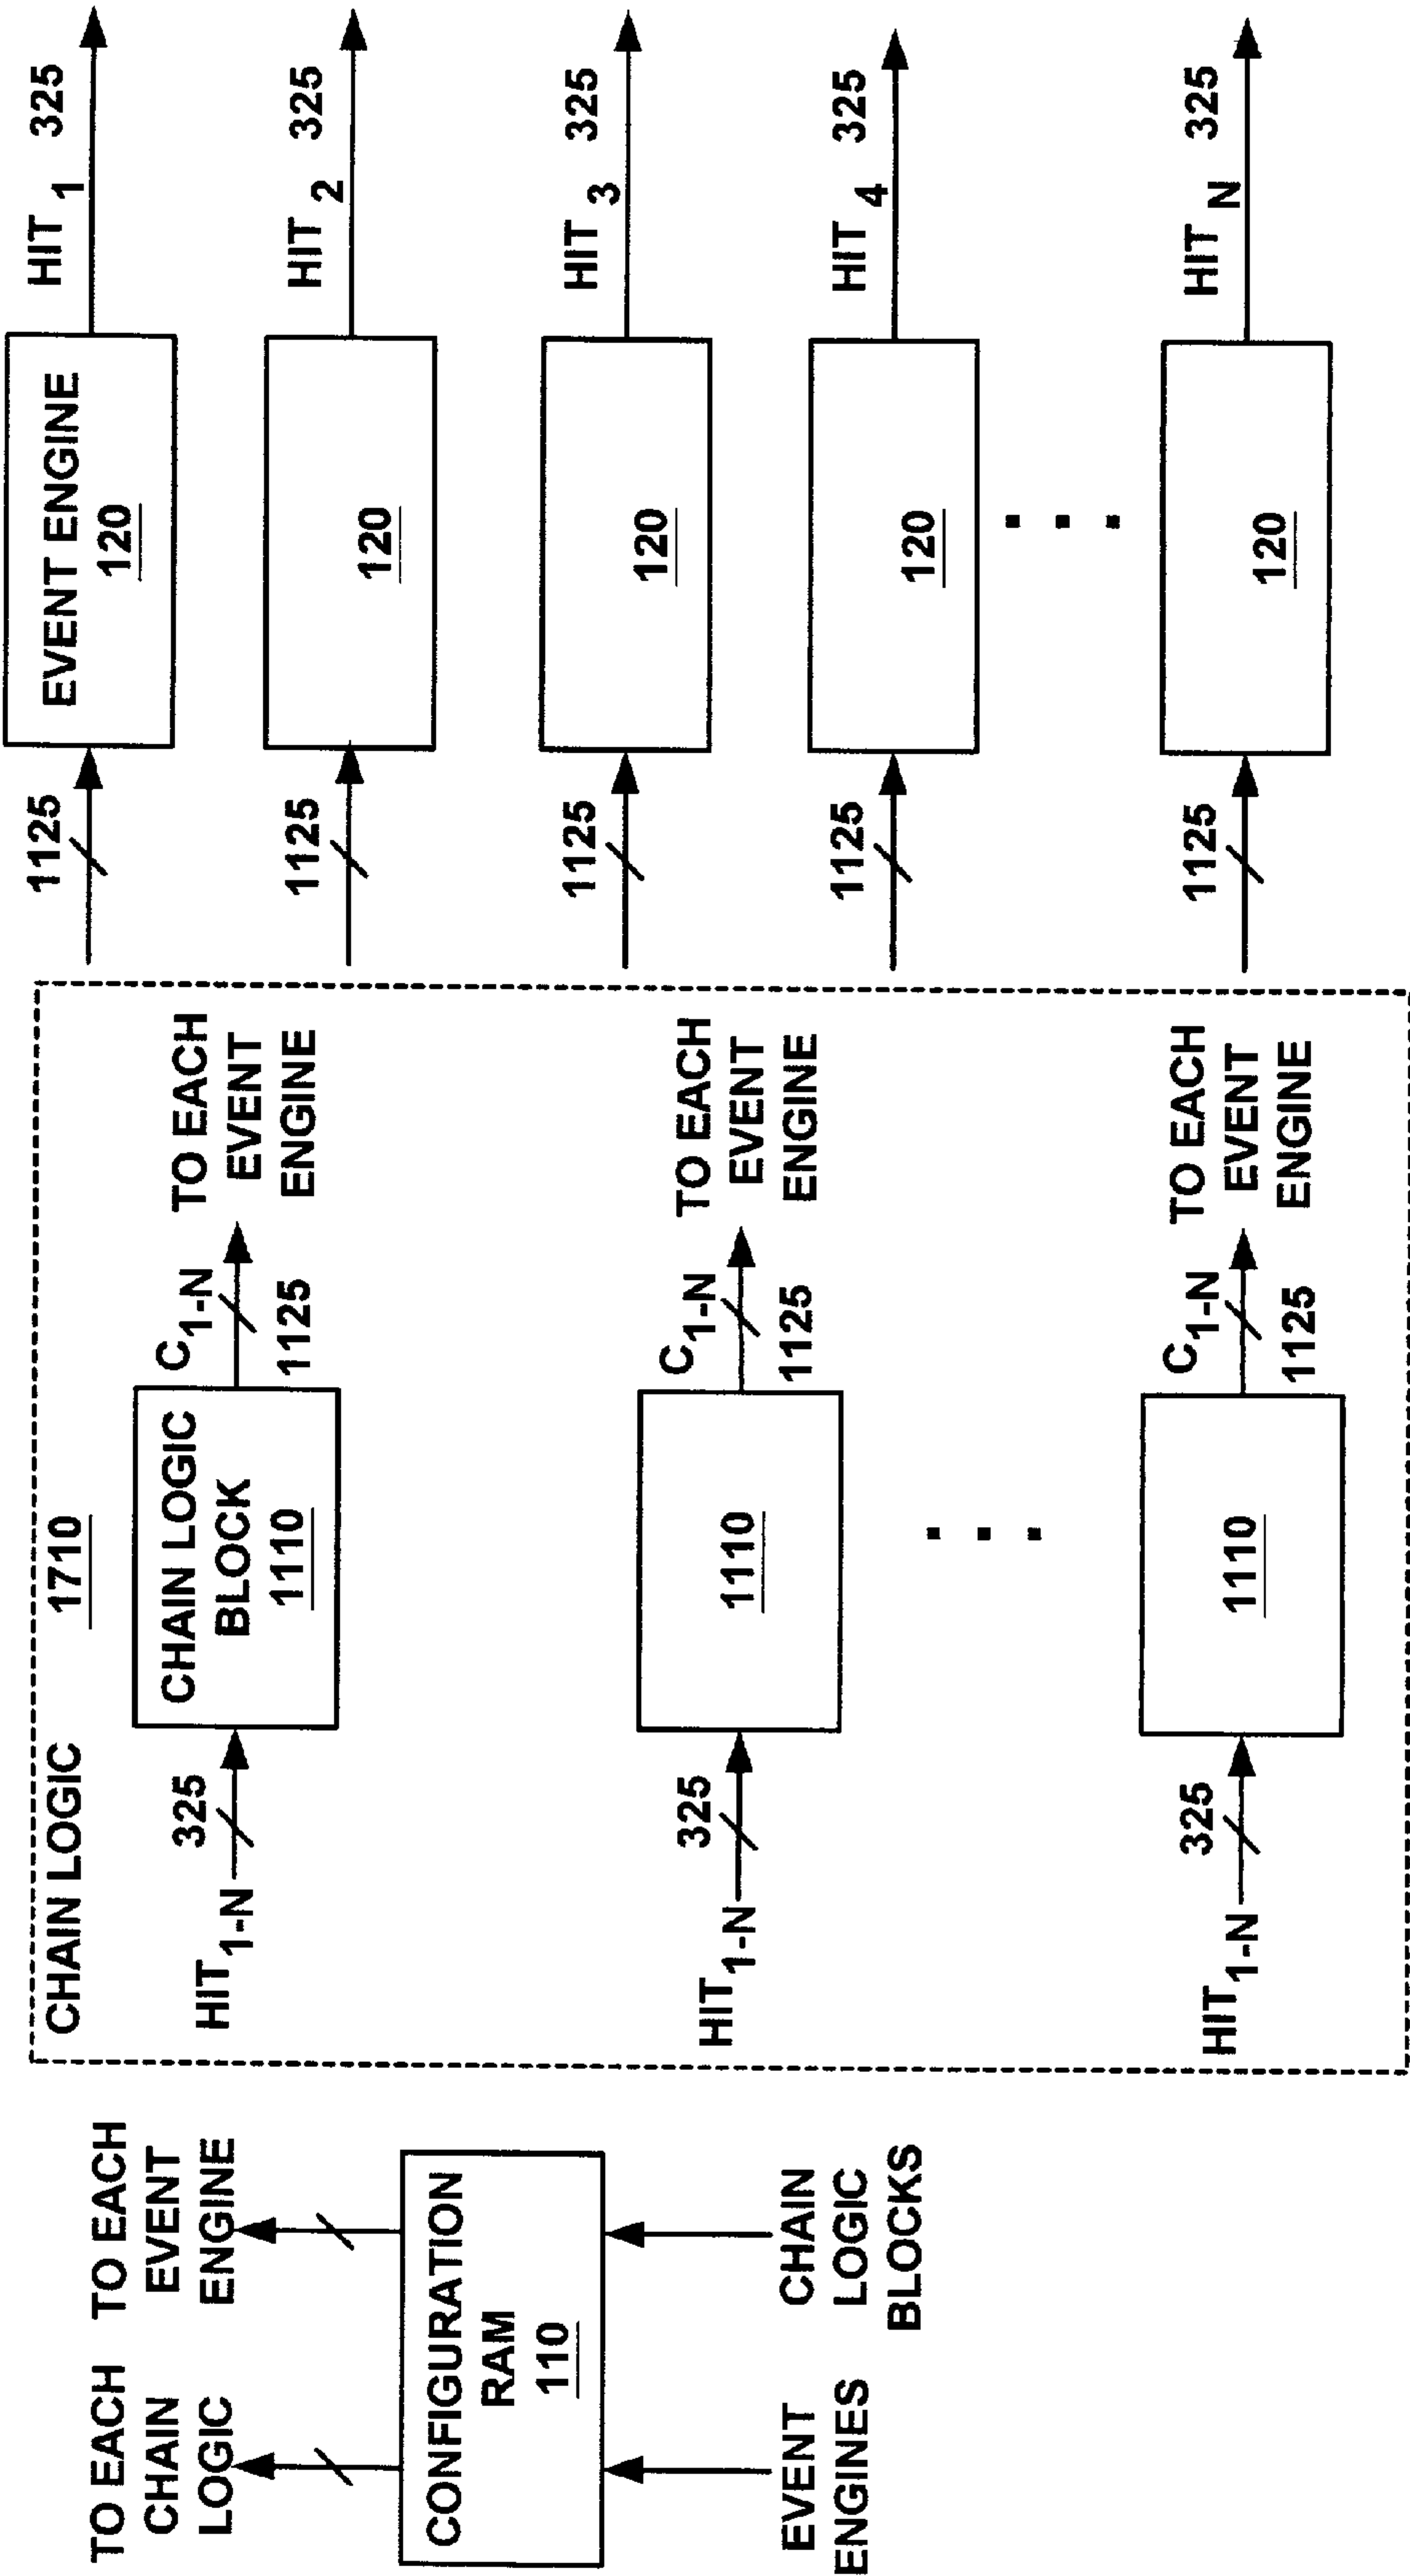 TO EACH
CHAIN
LOGIC
TO EACH
EVENT
ENGINE
CONFIGURATION
RAM
110
EVENT
ENGINES
CHAIN
LOGIC
BLOCKS
CHAIN LOGIC 1710
HIT1-N
325
CHAIN LOGIC
BLOCK
1110
C1-N
1125
TO EACH
EVENT
ENGINE
HIT1-N
325
1110
C1-N
1125
TO EACH
EVENT
ENGINE
HIT1-N
325
1110
C1-N
1125
TO EACH
EVENT
ENGINE
1125
EVENT ENGINE
120
HIT 1 325
1125
120
HIT 2 325
1125
120
HIT 3 325
1125
120
HIT 4 325
1125
120
HIT N 325